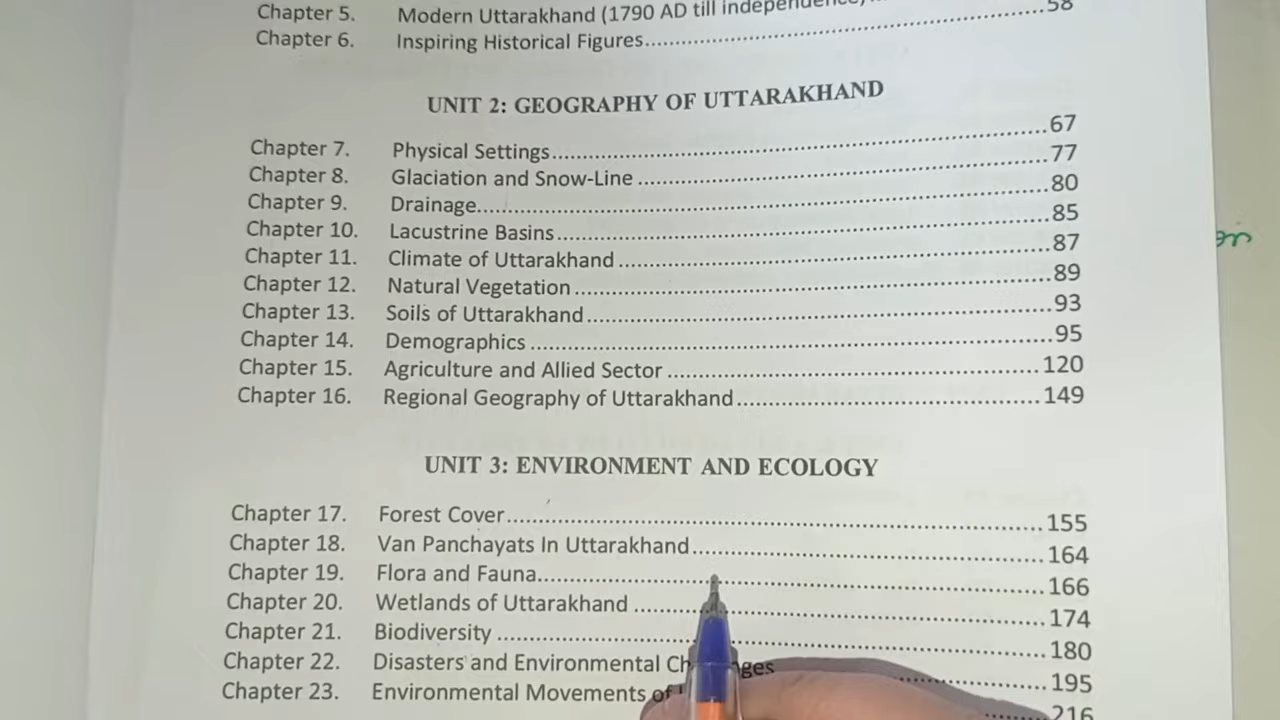 Chapter 5. Modern Uttarakhand (1790 AD till independence) 58
Chapter 6. Inspiring Historical Figures
UNIT 2: GEOGRAPHY OF UTTARAKHAND
Chapter 7. Physical Settings 67
Chapter 8. Glaciation and Snow-Line 77
Chapter 9. Drainage 80
Chapter 10. Lacustrine Basins 85
Chapter 11. Climate of Uttarakhand 87
Chapter 12. Natural Vegetation 89
Chapter 13. Soils of Uttarakhand 93
Chapter 14. Demographics 95
Chapter 15. Agriculture and Allied Sector 120
Chapter 16. Regional Geography of Uttarakhand 149
UNIT 3: ENVIRONMENT AND ECOLOGY
Chapter 17. Forest Cover 155
Chapter 18. Van Panchayats In Uttarakhand 164
Chapter 19. Flora and Fauna 166
Chapter 20. Wetlands of Uttarakhand 174
Chapter 21. Biodiversity 180
Chapter 22. Disasters and Environmental 195
Chapter 23. Environmental Movements of 216